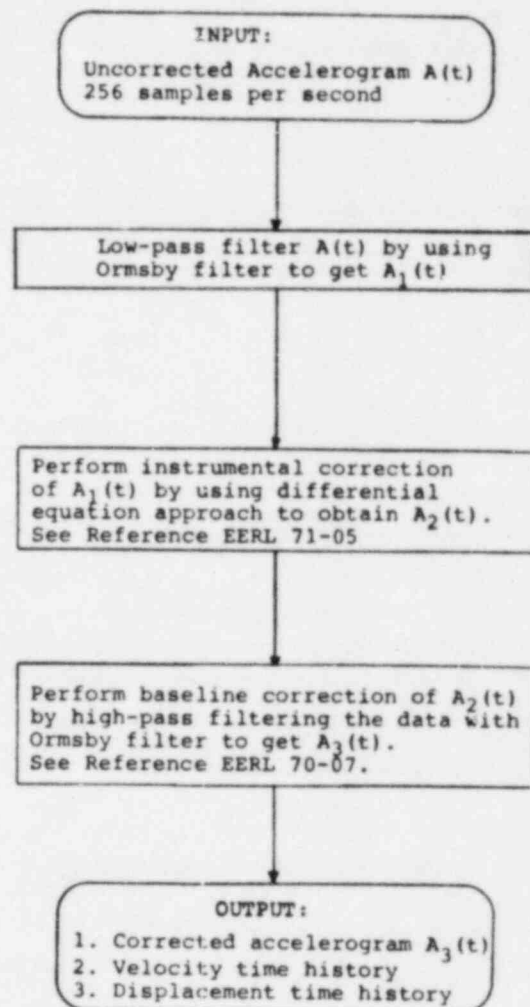 INPUT:
Uncorrected Accelerogram A(t)
256 samples per second
Low-pass filter A(t) by using
Ormsby filter to get A₁(t)
Perform instrumental correction
of A₁(t) by using differential
equation approach to obtain A₂(t).
See Reference EERL 71-05
Perform baseline correction of A₂(t)
by high-pass filtering the data with
Ormsby filter to get A₃(t).
See Reference EERL 70-07.
OUTPUT:
1. Corrected accelerogram A₃(t)
2. Velocity time history
3. Displacement time history